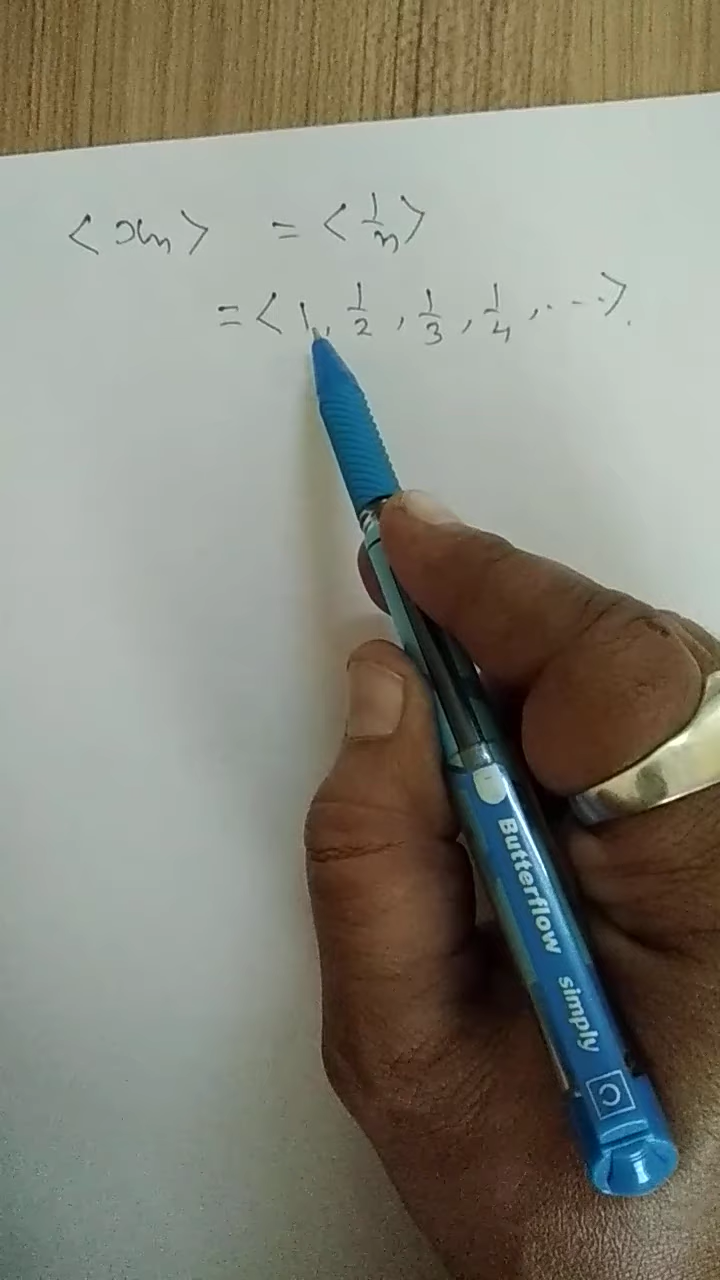 <xn> = <1/n>
= <1, 1/2, 1/3, 1/4, ...>.
Butterflow simply